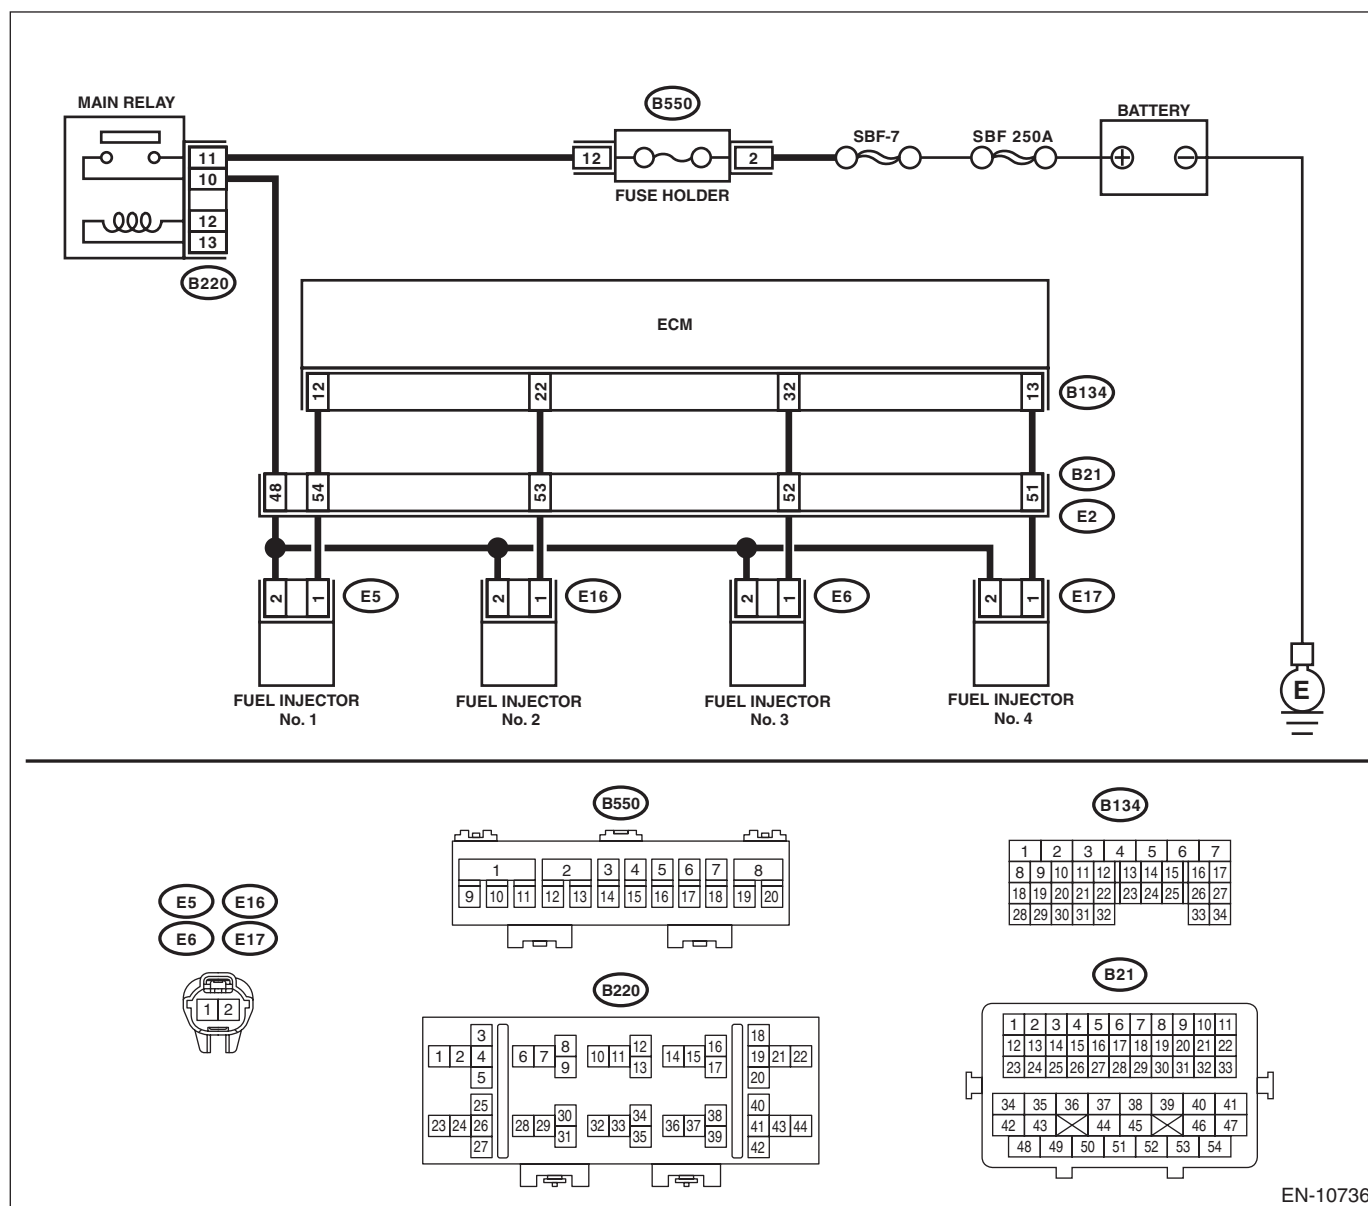 MAIN RELAY
B550
SBF-7
SBF 250A
BATTERY
11
10
12
13
12
2
FUSE HOLDER
B220
ECM
12
22
32
13
B134
48
54
53
52
51
B21
E2
2
1
E5
2
1
E16
2
1
E6
2
1
E17
FUEL INJECTOR
No. 1
FUEL INJECTOR
No. 2
FUEL INJECTOR
No. 3
FUEL INJECTOR
No. 4
E
E5 E16
E6 E17
1 2
B550
1 2 3 4 5 6 7 8
9 10 11 12 13 14 15 16 17 18 19 20
B134
1 2 3 4 5 6 7
8 9 10 11 12 13 14 15 16 17
18 19 20 21 22 23 24 25 26 27
28 29 30 31 32 33 34
B220
3 8 12 16 18
1 2 4 6 7 10 11 14 15 19 21 22
5 9 13 17 20
25 30 34 38 40
23 24 26 28 29 32 33 36 37 41 43 44
27 31 35 39 42
B21
1 2 3 4 5 6 7 8 9 10 11
12 13 14 15 16 17 18 19 20 21 22
23 24 25 26 27 28 29 30 31 32 33
34 35 36 37 38 39 40 41
42 43 44 45 46 47
48 49 50 51 52 53 54
EN-10736